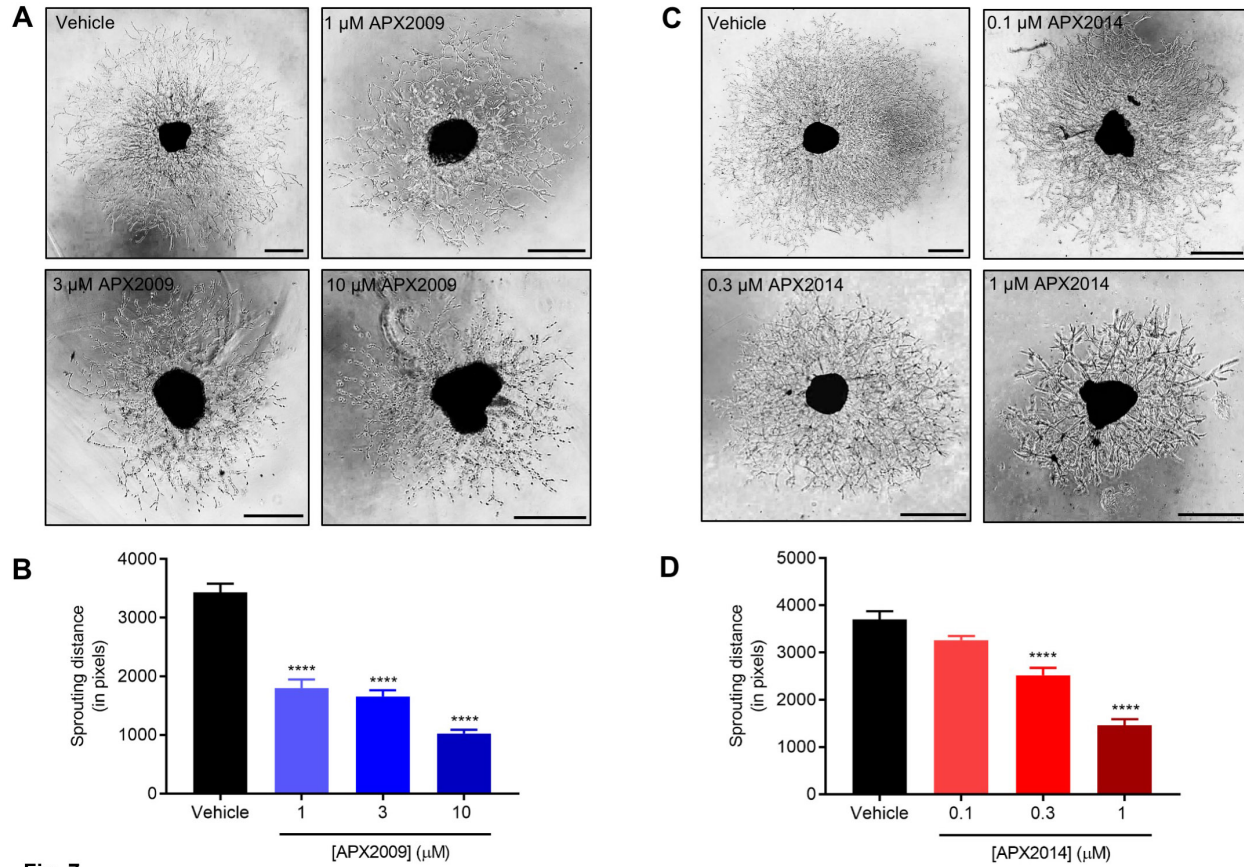 A
Vehicle
1 µM APX2009
3 µM APX2009
10 µM APX2009
B
Sprouting distance
(in pixels)
4000
3000
2000
1000
0
****
****
****
Vehicle
1
3
10
[APX2009] (µM)
C
Vehicle
0.1 µM APX2014
0.3 µM APX2014
1 µM APX2014
D
Sprouting distance
(in pixels)
5000
4000
3000
2000
1000
0
****
****
Vehicle
0.1
0.3
1
[APX2014] (µM)